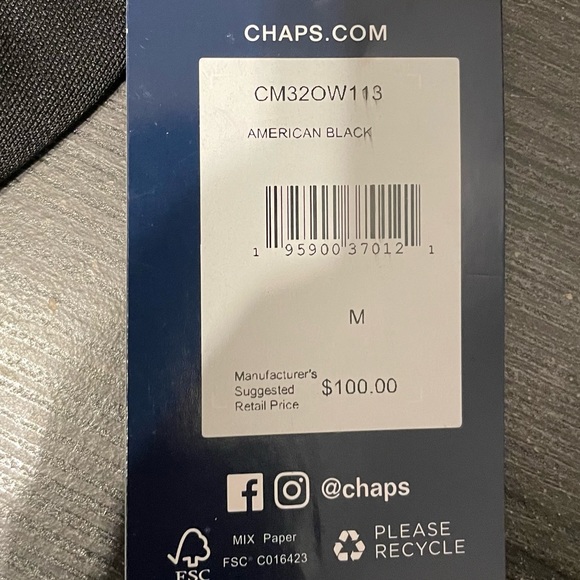 CHAPS.COM
CM32OW113
AMERICAN BLACK
1 95900 37012 1
M
Manufacturer's
Suggested
Retail Price
$100.00
@chaps
MIX Paper
FSC® C016423
FSC
PLEASE
RECYCLE